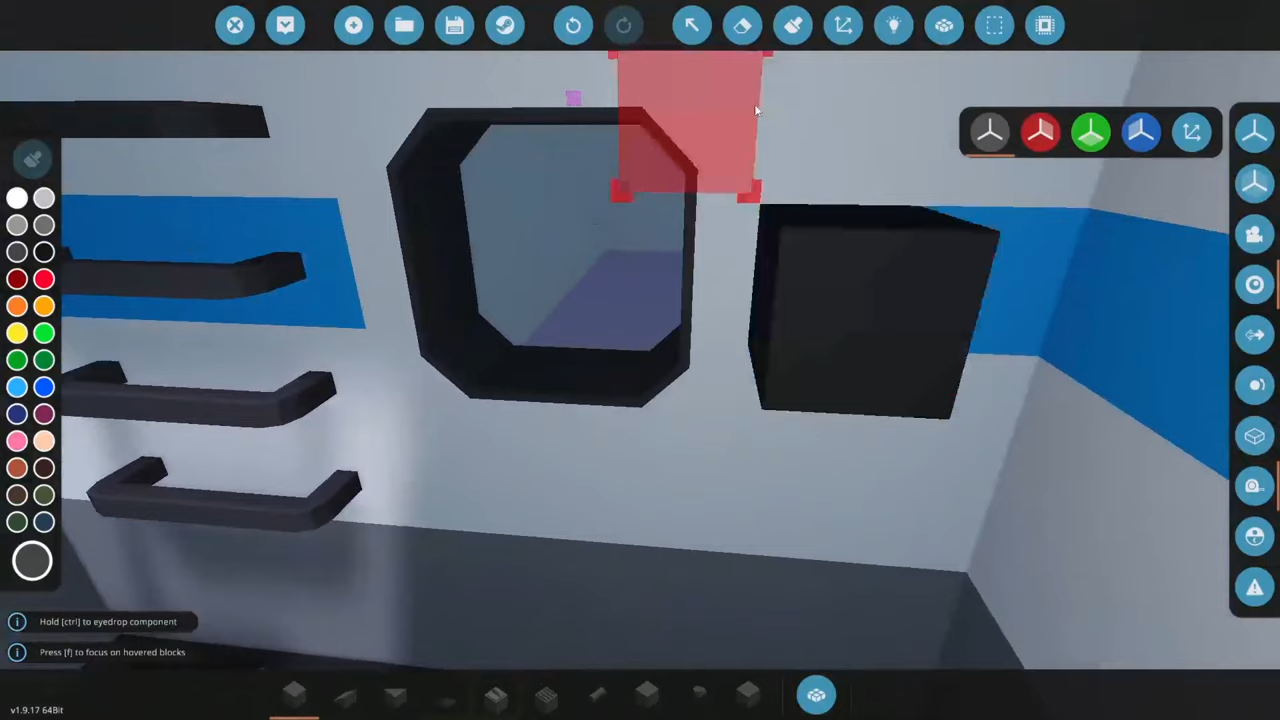 Hold [ctrl] to eyedrop component
Press [f] to focus on hovered blocks
v1.9.17 64Bit